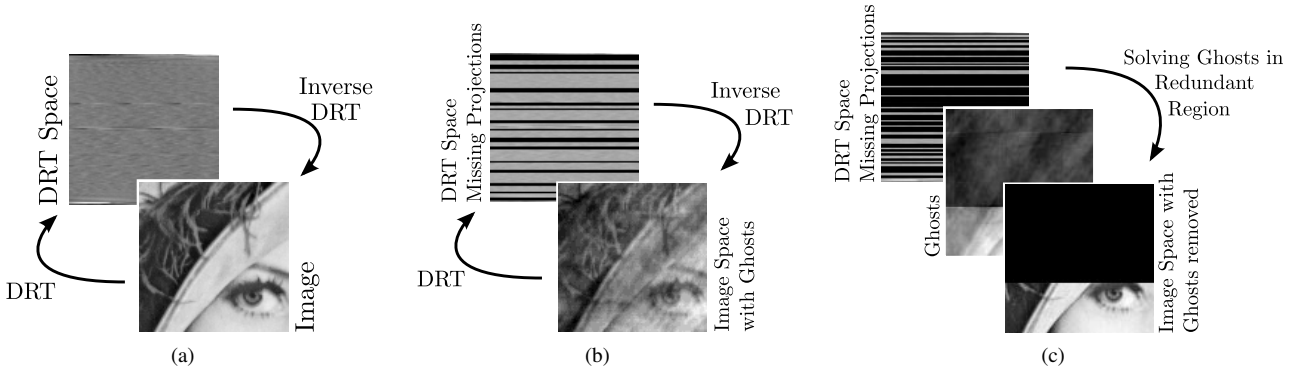 DRT Space
Inverse
DRT
DRT
Image
(a)
DRT Space
Missing Projections
Inverse
DRT
DRT
Image Space
with Ghosts
(b)
DRT Space
Missing Projections
Solving Ghosts in
Redundant
Region
Ghosts
Image Space with
Ghosts removed
(c)